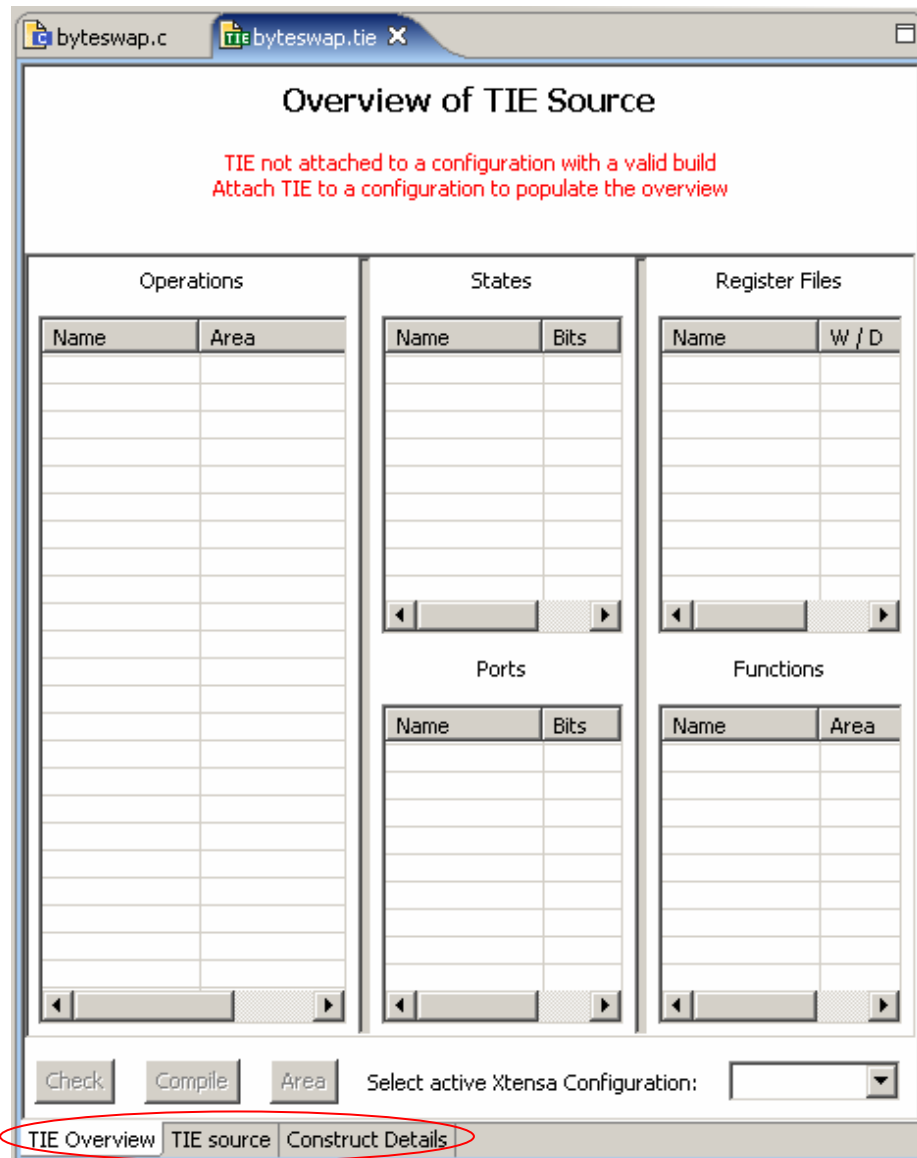 byteswap.c byteswap.tie
Overview of TIE Source
TIE not attached to a configuration with a valid build
Attach TIE to a configuration to populate the overview
Operations
Name Area
States
Name Bits
Register Files
Name W / D
Ports
Name Bits
Functions
Name Area
Check Compile Area Select active Xtensa Configuration:
TIE Overview TIE source Construct Details